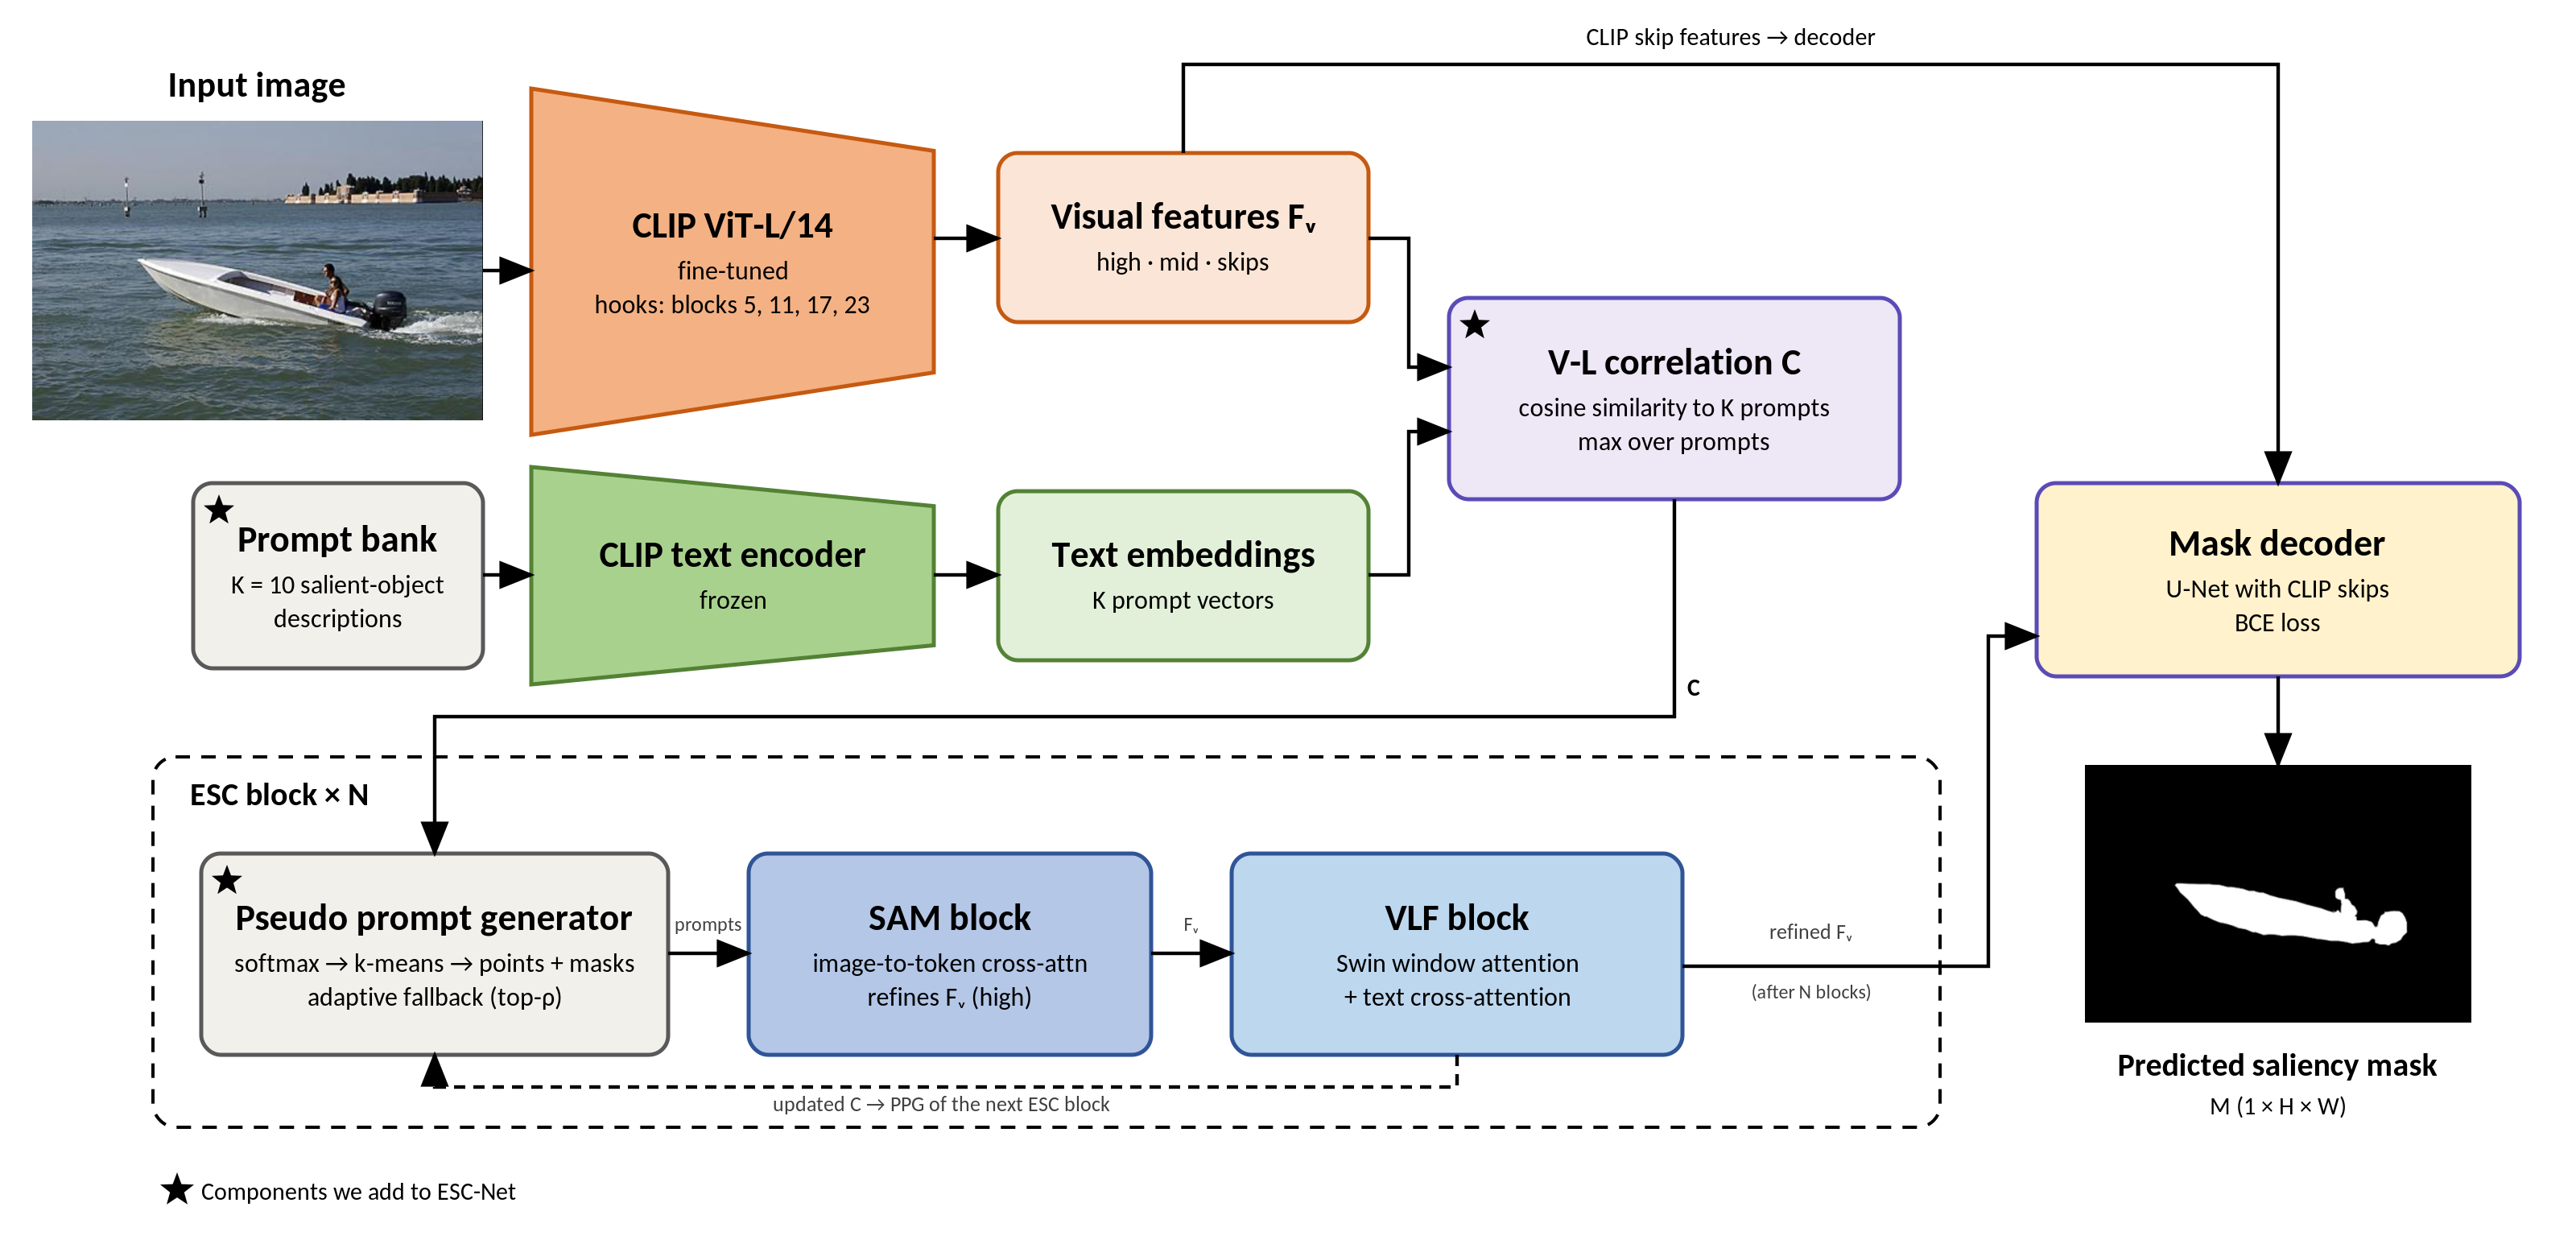 CLIP skip features → decoder
Input image
CLIP ViT-L/14
fine-tuned
hooks: blocks 5, 11, 17, 23
Visual features Fᵥ
high · mid · skips
V-L correlation C
cosine similarity to K prompts
max over prompts
Prompt bank
K = 10 salient-object
descriptions
CLIP text encoder
frozen
Text embeddings
K prompt vectors
Mask decoder
U-Net with CLIP skips
BCE loss
C
ESC block × N
Pseudo prompt generator
softmax → k-means → points + masks
adaptive fallback (top-ρ)
prompts
SAM block
image-to-token cross-attn
refines Fᵥ (high)
Fᵥ
VLF block
Swin window attention
+ text cross-attention
refined Fᵥ
(after N blocks)
updated C → PPG of the next ESC block
Predicted saliency mask
M (1 × H × W)
★ Components we add to ESC-Net